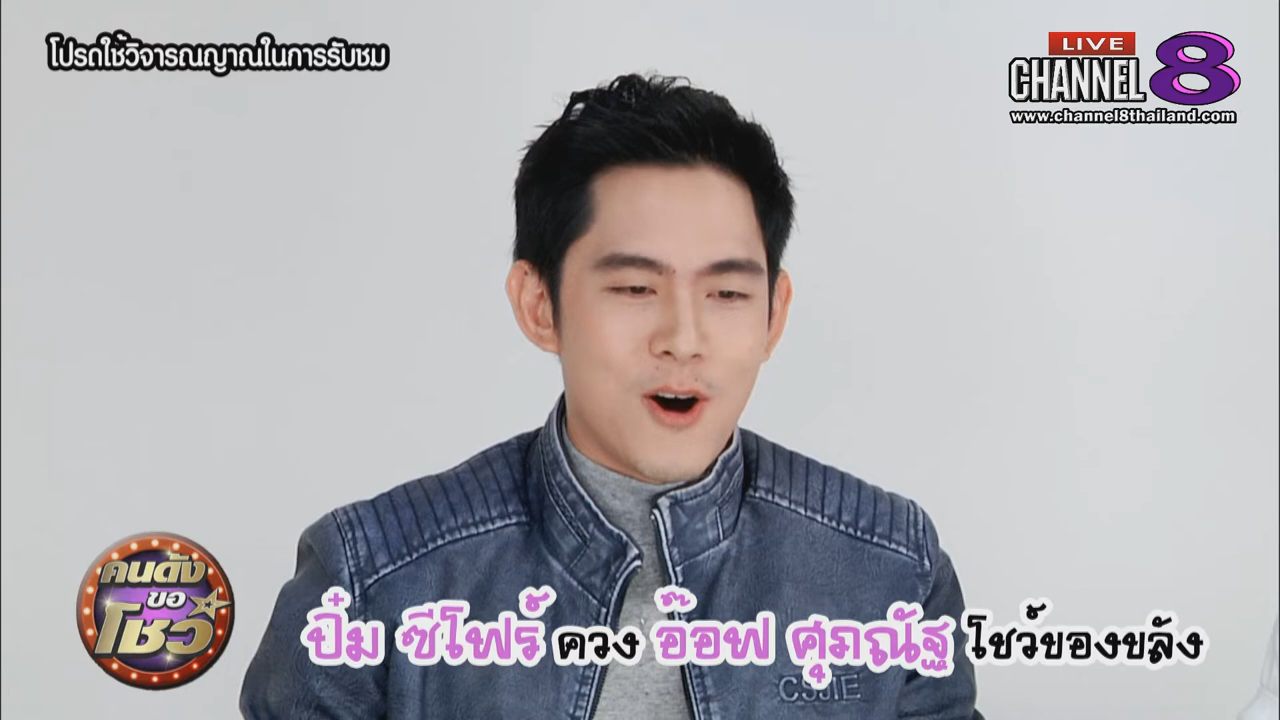 โปรดใช้วิจารณญาณในการรับชม
LIVE
CHANNEL 8
www.channel8thailand.com
คนดัง
ขอ
โชว์
ปิ๋ม ซีโฟร์ ควง อ๊อฟ ศุภณัฐ โชว์ของขลัง
CSJIE